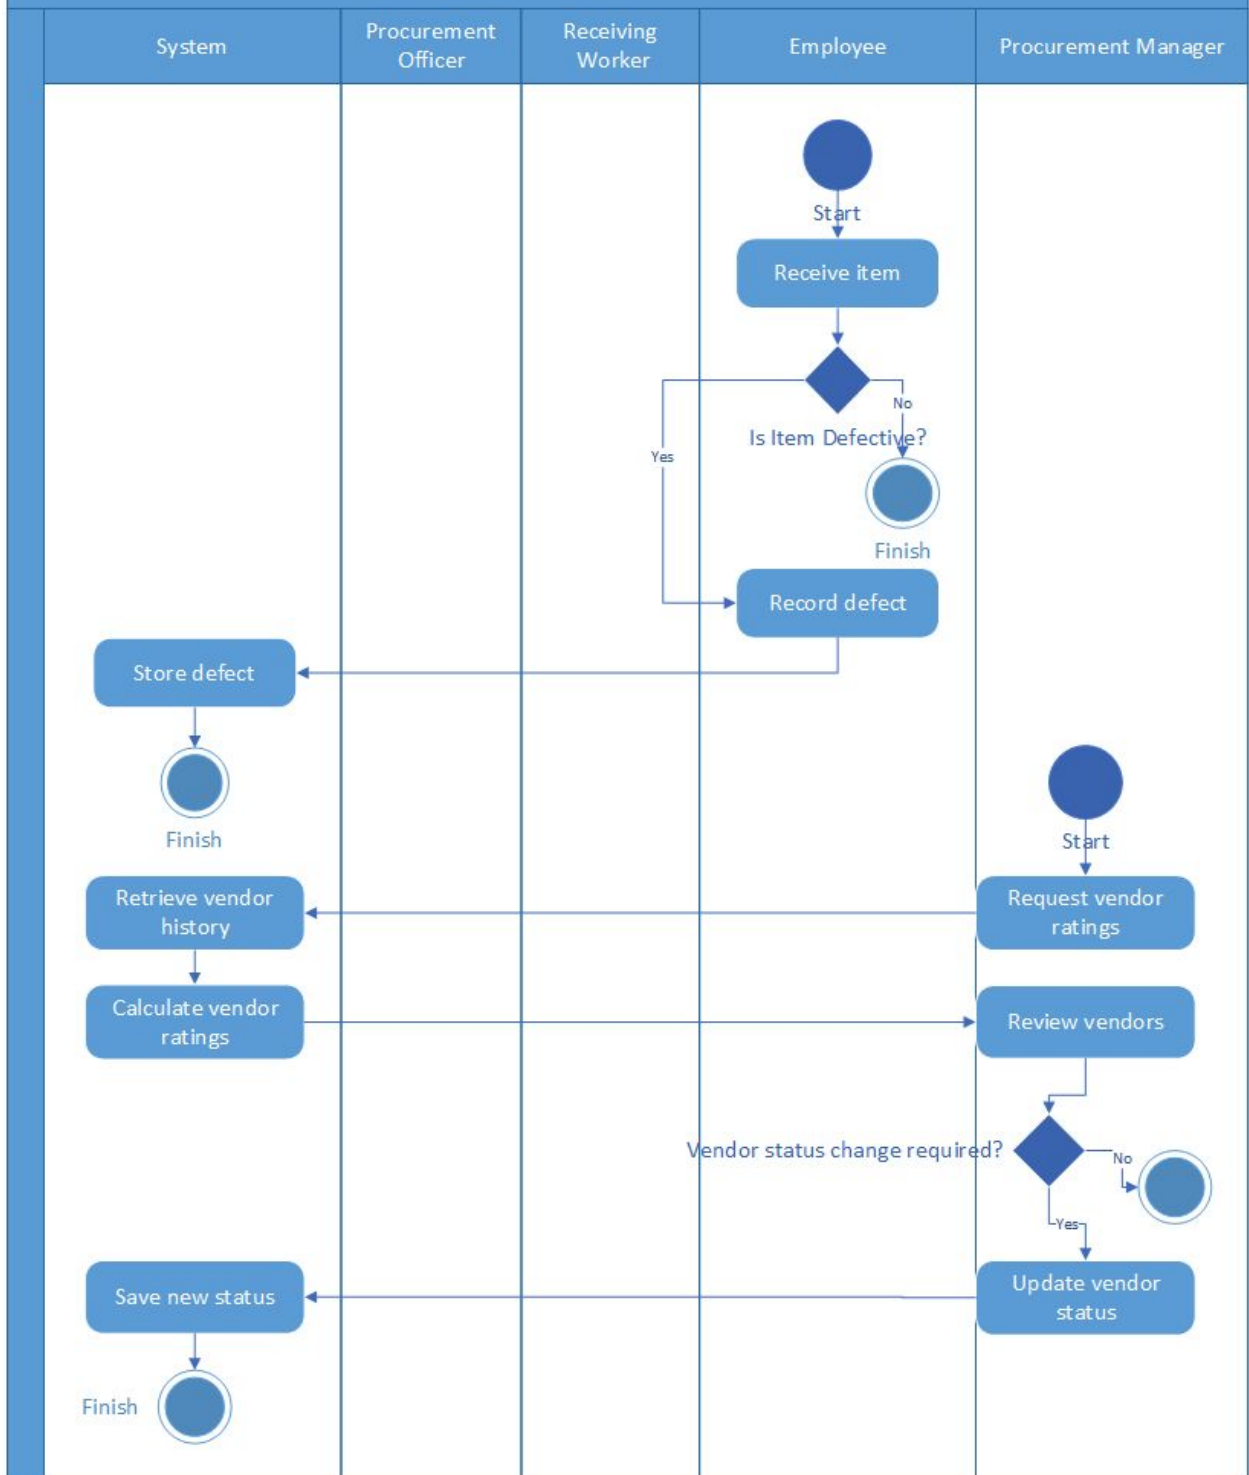 System
Procurement
Officer
Receiving
Worker
Employee
Procurement Manager
Start
Receive item
No
Is Item Defective?
Yes
Finish
Record defect
Store defect
Finish
Start
Retrieve vendor
history
Request vendor
ratings
Calculate vendor
ratings
Review vendors
Vendor status change required?
No
Yes
Save new status
Update vendor
status
Finish